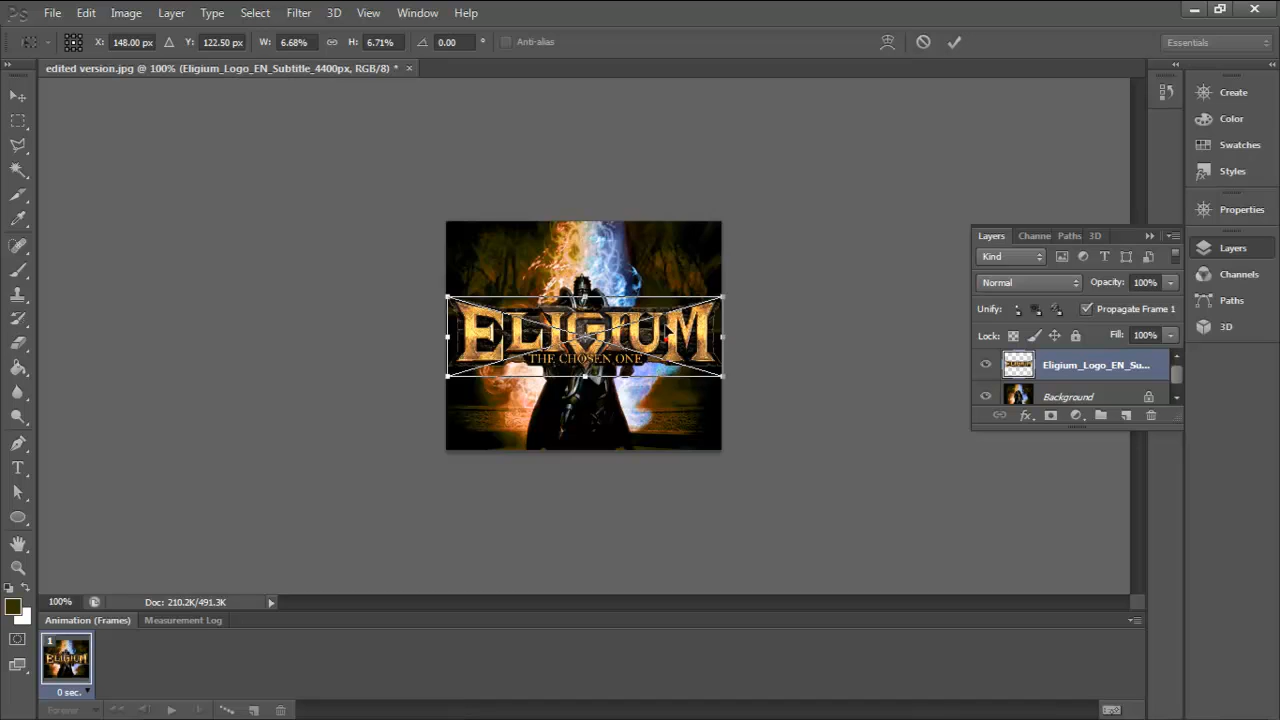 Ps File Edit Image Layer Type Select Filter 3D View Window Help
X: 148.00 px Y: 122.50 px W: 6.68% H: 6.71% 0.00 ° Anti-alias Essentials
edited version.jpg @ 100% (Eligium_Logo_EN_Subtitle_4400px, RGB/8) *
ELIGIUM
THE CHOSEN ONE
Create
Color
Swatches
Styles
Properties
Layers
Channels
Paths
3D
Layers Channe Paths 3D
Kind
Normal Opacity: 100%
Unify: Propagate Frame 1
Lock: Fill: 100%
Eligium_Logo_EN_Su...
Background
fx
100% Doc: 210.2K/491.3K
Animation (Frames) Measurement Log
1
ELIGIUM
0 sec.
Forever